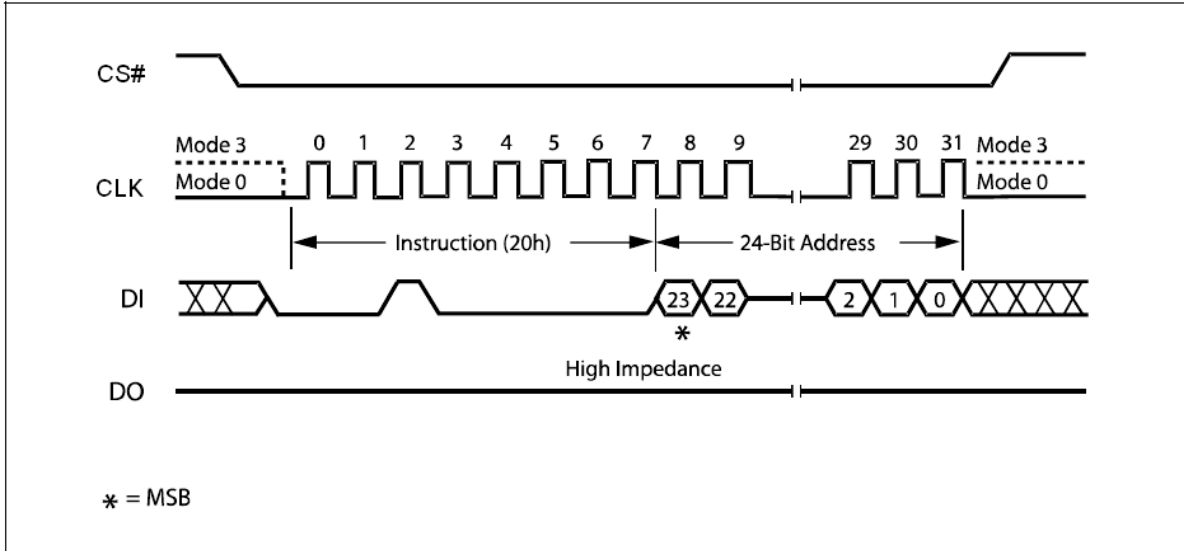 CS#
Mode 3
0 1 2 3 4 5 6 7 8 9 29 30 31
Mode 3
CLK
Mode 0
Mode 0
Instruction (20h)
24-Bit Address
DI
23 22 2 1 0
*
High Impedance
DO
* = MSB